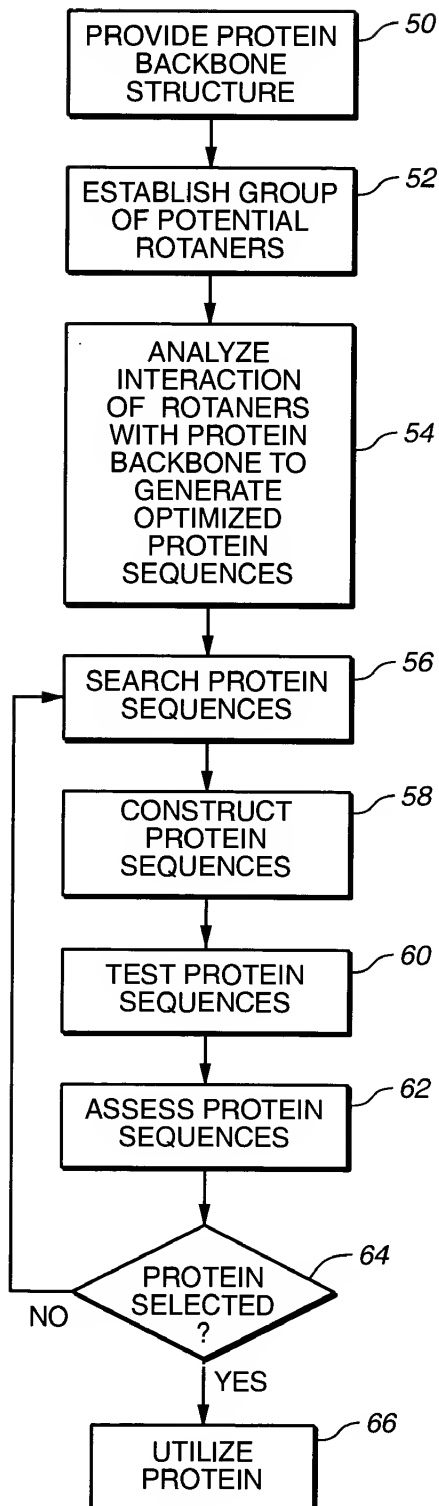 PROVIDE PROTEIN
BACKBONE
STRUCTURE
50
ESTABLISH GROUP
OF POTENTIAL
ROTANERS
52
ANALYZE
INTERACTION
OF ROTANERS
WITH PROTEIN
BACKBONE TO
GENERATE
OPTIMIZED
PROTEIN
SEQUENCES
54
SEARCH PROTEIN
SEQUENCES
56
CONSTRUCT
PROTEIN
SEQUENCES
58
TEST PROTEIN
SEQUENCES
60
ASSESS PROTEIN
SEQUENCES
62
PROTEIN
SELECTED
?
64
NO
YES
UTILIZE
PROTEIN
66